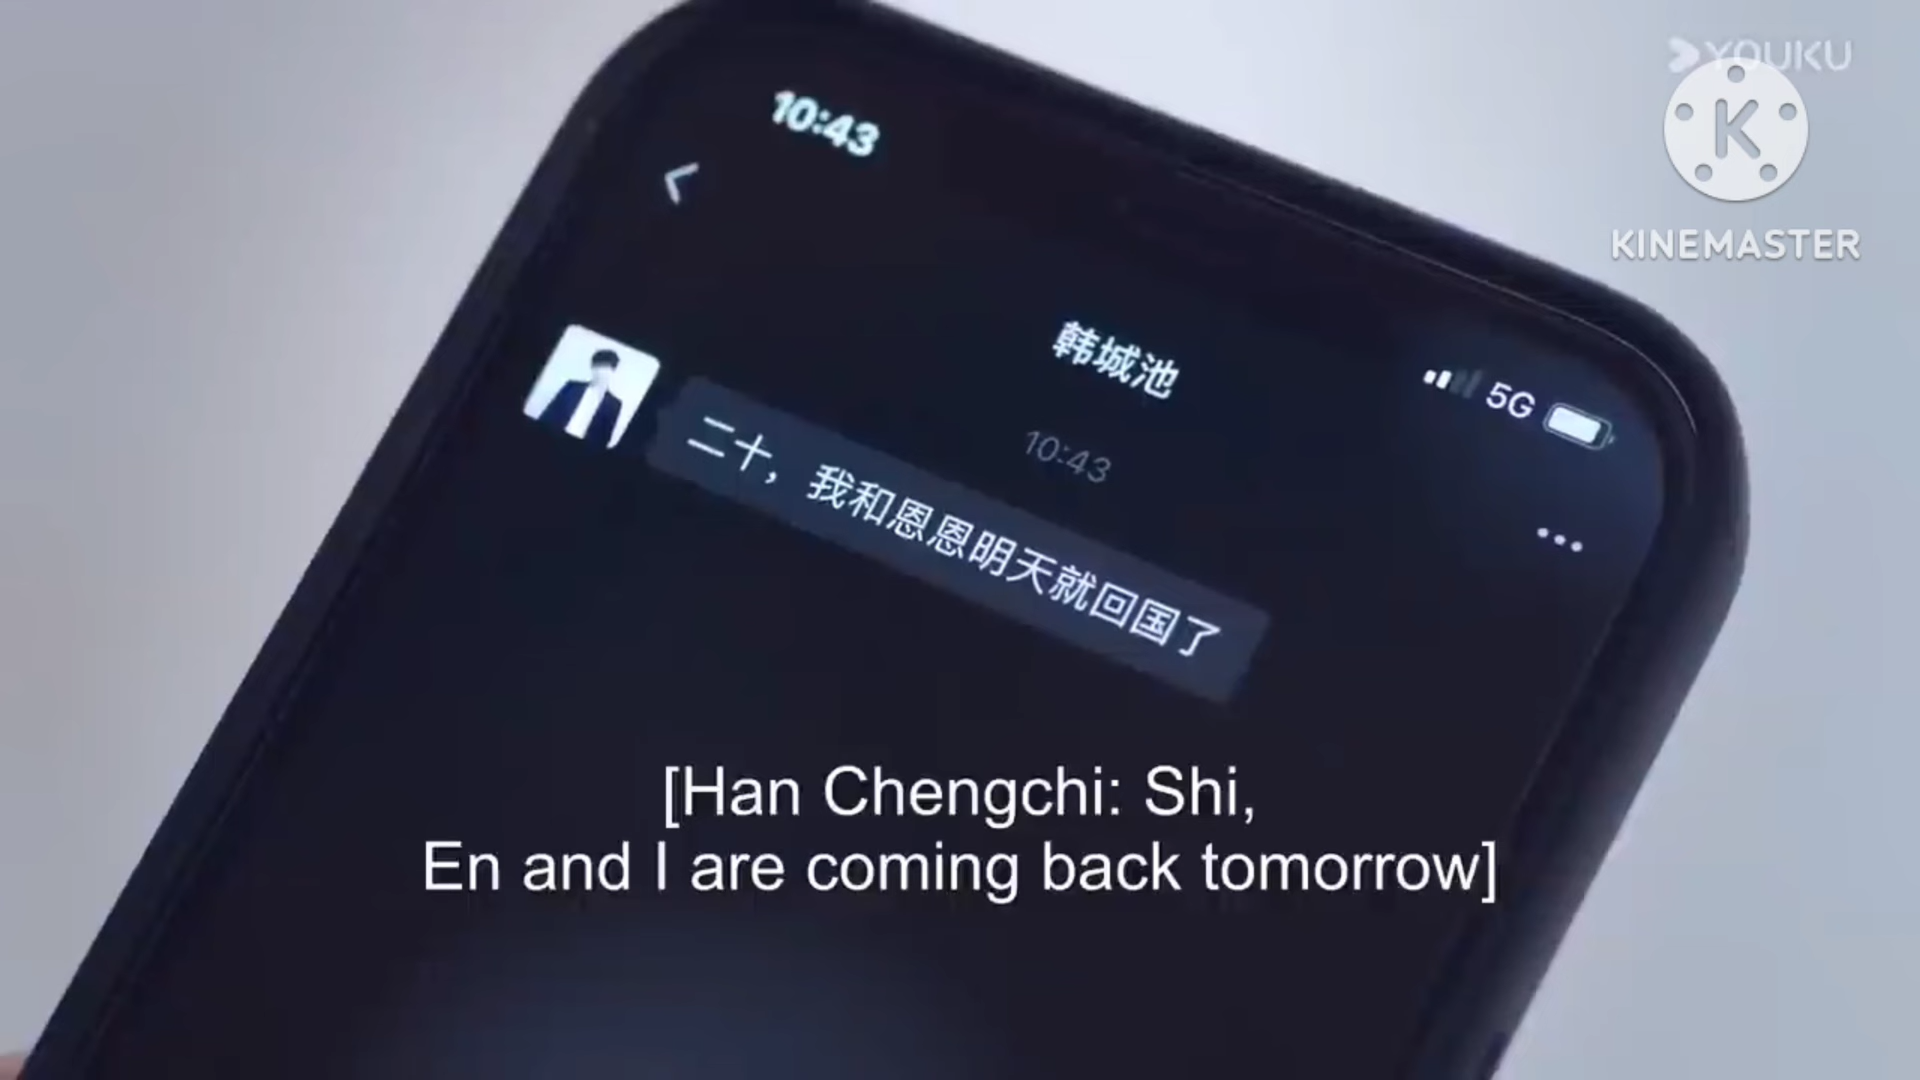 YOUKU
K
KINEMASTER
10:43
韩城池
5G
10:43
二十，我和恩恩明天就回国了
[Han Chengchi: Shi,
En and I are coming back tomorrow]